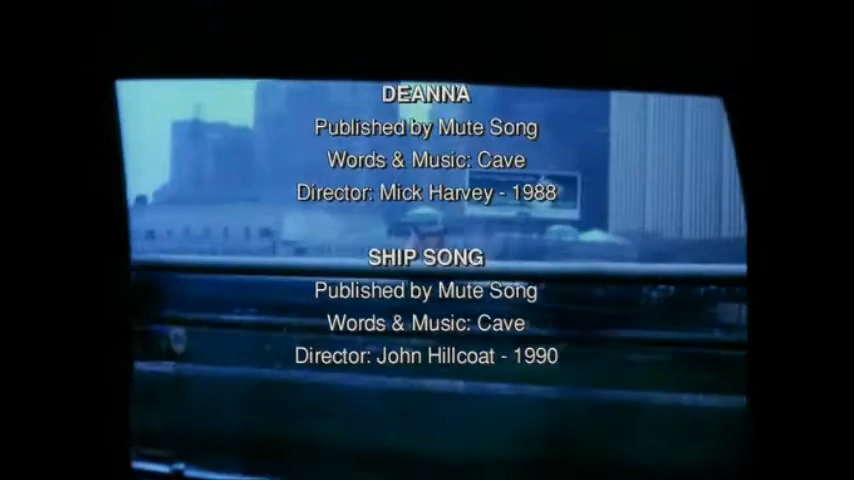 DEANNA
Published by Mute Song
Words & Music: Cave
Director: Mick Harvey - 1988
SHIP SONG
Published by Mute Song
Words & Music: Cave
Director: John Hillcoat - 1990